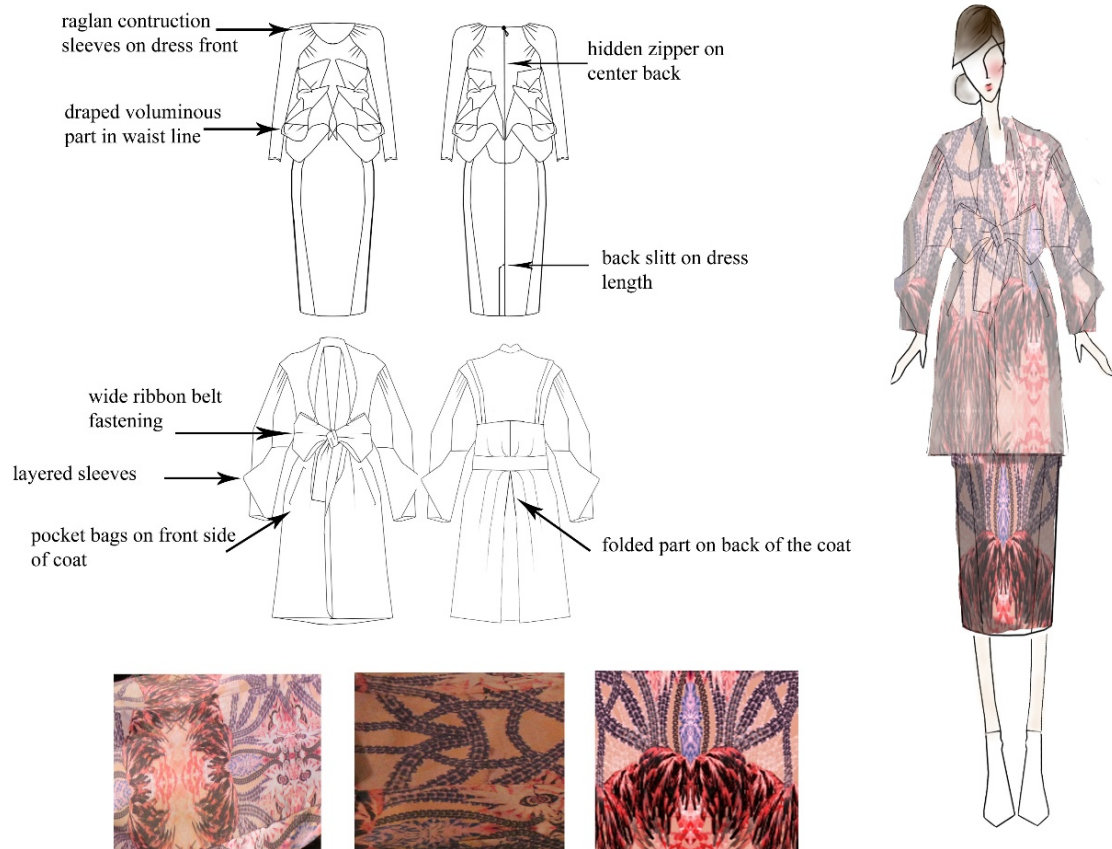 raglan contruction
sleeves on dress front
hidden zipper on
center back
draped voluminous
part in waist line
back slitt on dress
length
wide ribbon belt
fastening
layered sleeves
pocket bags on front side
of coat
folded part on back of the coat